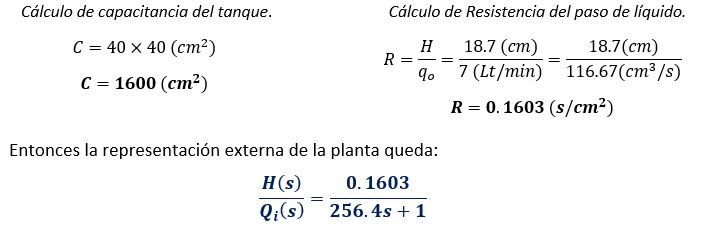 Cálculo de capacitancia del tanque.
C = 40 × 40 (cm²)
C = 1600 (cm²)
Cálculo de Resistencia del paso de líquido.
R = H/qₒ = 18.7 (cm)/7 (Lt/min) = 18.7(cm)/116.67(cm³/s)
R = 0.1603 (s/cm²)
Entonces la representación externa de la planta queda:
H(s)/Qᵢ(s) = 0.1603/256.4s + 1